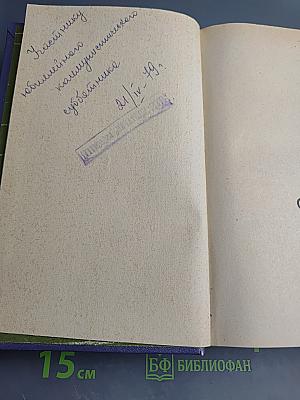 Участнику
юбилейного
коммунистического
субботника
21/IV-79 г.
15 см
БФ БИБЛИОФАН